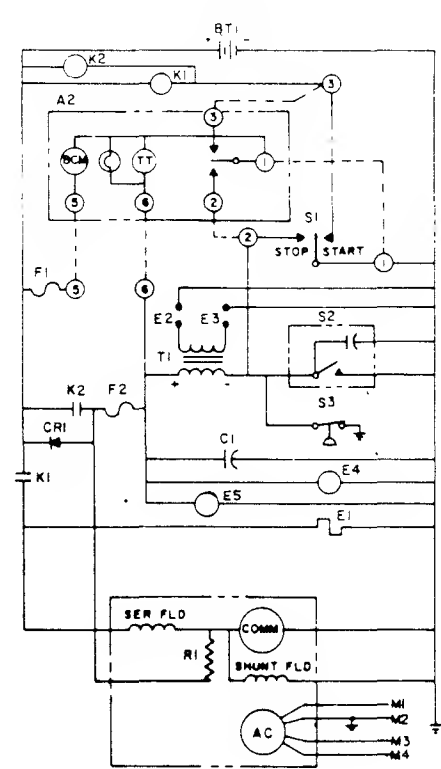 BT1
+ -
K2
K1
3
A2
3
BCM
TT
1
5
6
2
S1
2
STOP START
1
F1
5
6
E2 E3
S2
T1
+ -
S3
K2
F2
CR1
C1
E4
K1
E5
E1
SER FLD
COMM
R1
SHUNT FLD
AC
M1
M2
M3
M4